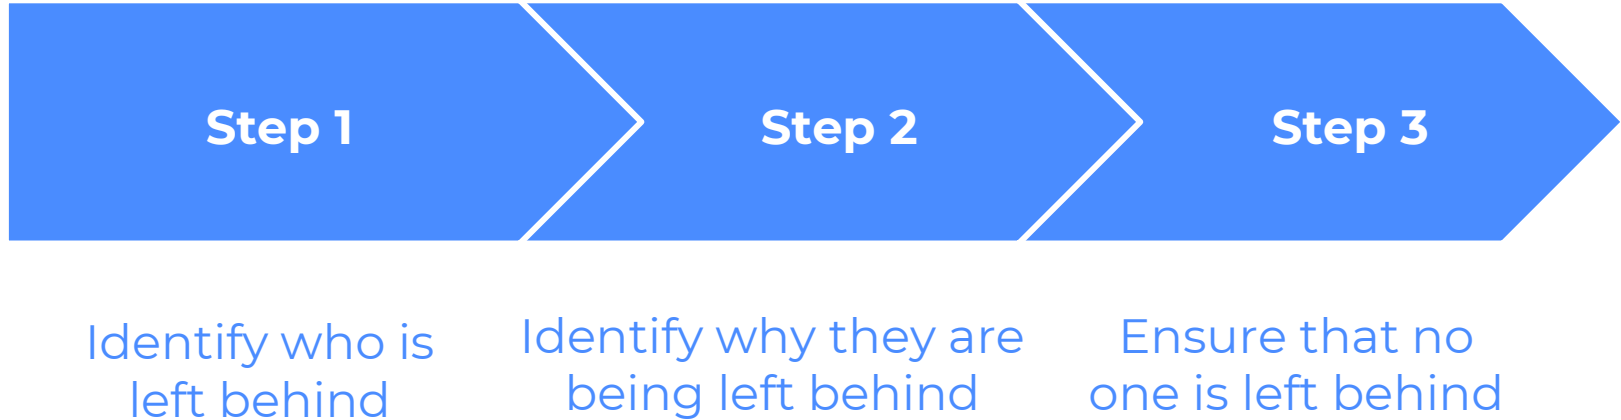 Step 1
Step 2
Step 3
Identify who is
left behind
Identify why they are
being left behind
Ensure that no
one is left behind